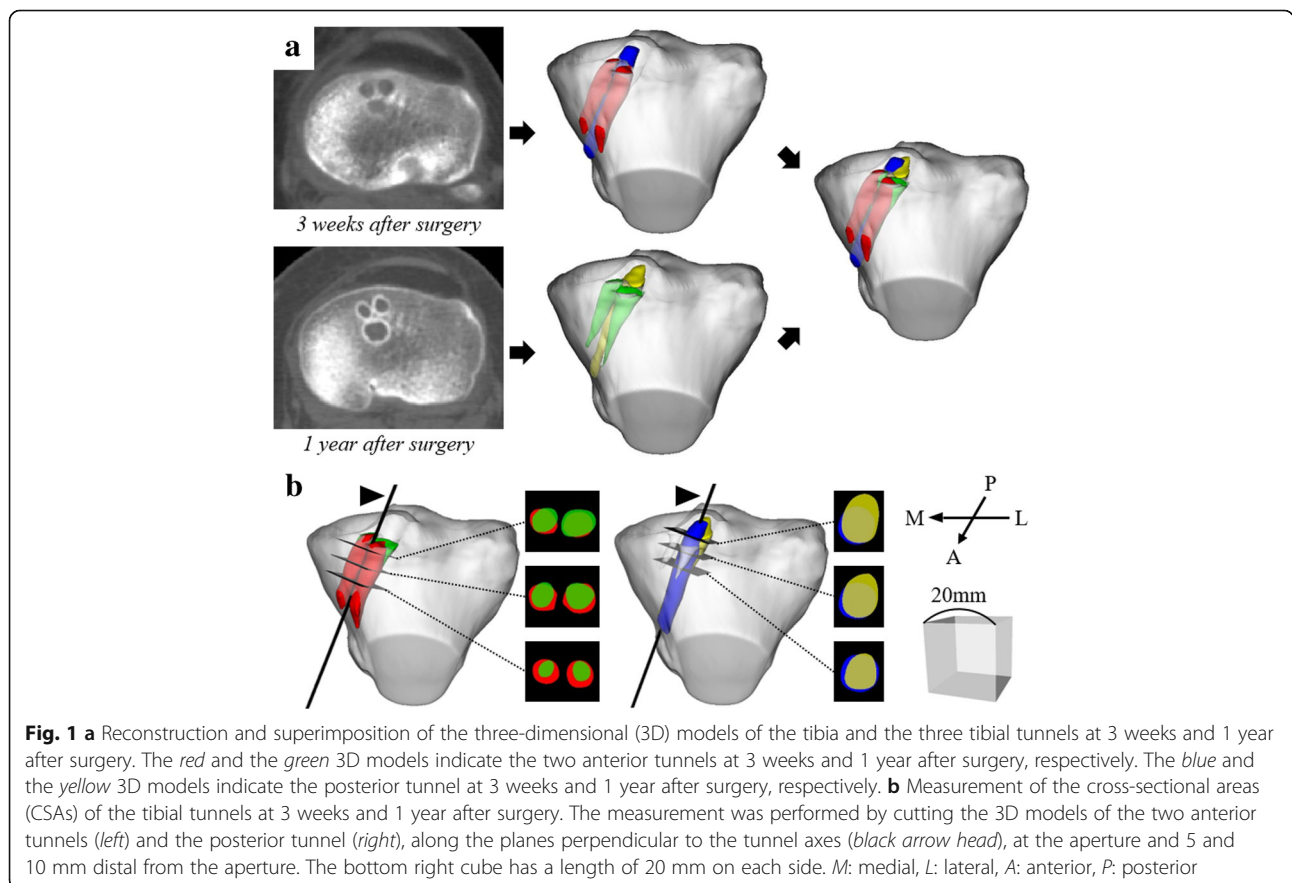 a
3 weeks after surgery
1 year after surgery
b
P
M
L
A
20mm
Fig. 1 a Reconstruction and superimposition of the three-dimensional (3D) models of the tibia and the three tibial tunnels at 3 weeks and 1 year
after surgery. The red and the green 3D models indicate the two anterior tunnels at 3 weeks and 1 year after surgery, respectively. The blue and
the yellow 3D models indicate the posterior tunnel at 3 weeks and 1 year after surgery, respectively. b Measurement of the cross-sectional areas
(CSAs) of the tibial tunnels at 3 weeks and 1 year after surgery. The measurement was performed by cutting the 3D models of the two anterior
tunnels (left) and the posterior tunnel (right), along the planes perpendicular to the tunnel axes (black arrow head), at the aperture and 5 and
10 mm distal from the aperture. The bottom right cube has a length of 20 mm on each side. M: medial, L: lateral, A: anterior, P: posterior